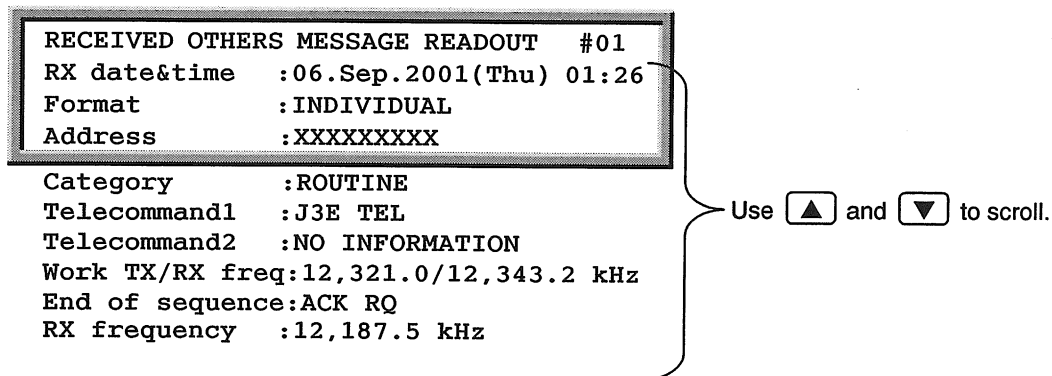 RECEIVED OTHERS MESSAGE READOUT #01
RX date&time :06.Sep.2001(Thu) 01:26
Format :INDIVIDUAL
Address :XXXXXXXXX
Category :ROUTINE
Telecommand1 :J3E TEL
Telecommand2 :NO INFORMATION
Work TX/RX freq:12,321.0/12,343.2 kHz
End of sequence:ACK RQ
RX frequency :12,187.5 kHz
Use ▲ and ▼ to scroll.